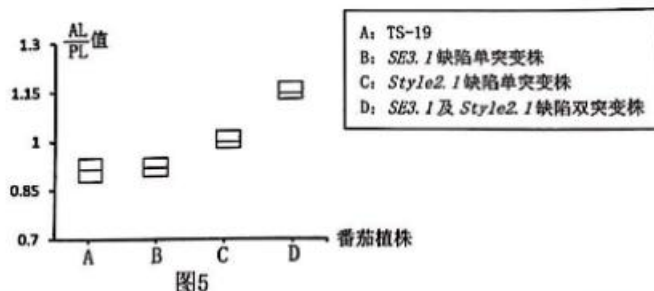 AL/PL 值
1.3
1.15
1
0.85
0.7
A B C D
番茄植株
图5
A: TS-19
B: SE3.1缺陷单突变株
C: Style2.1缺陷单突变株
D: SE3.1及Style2.1缺陷双突变株